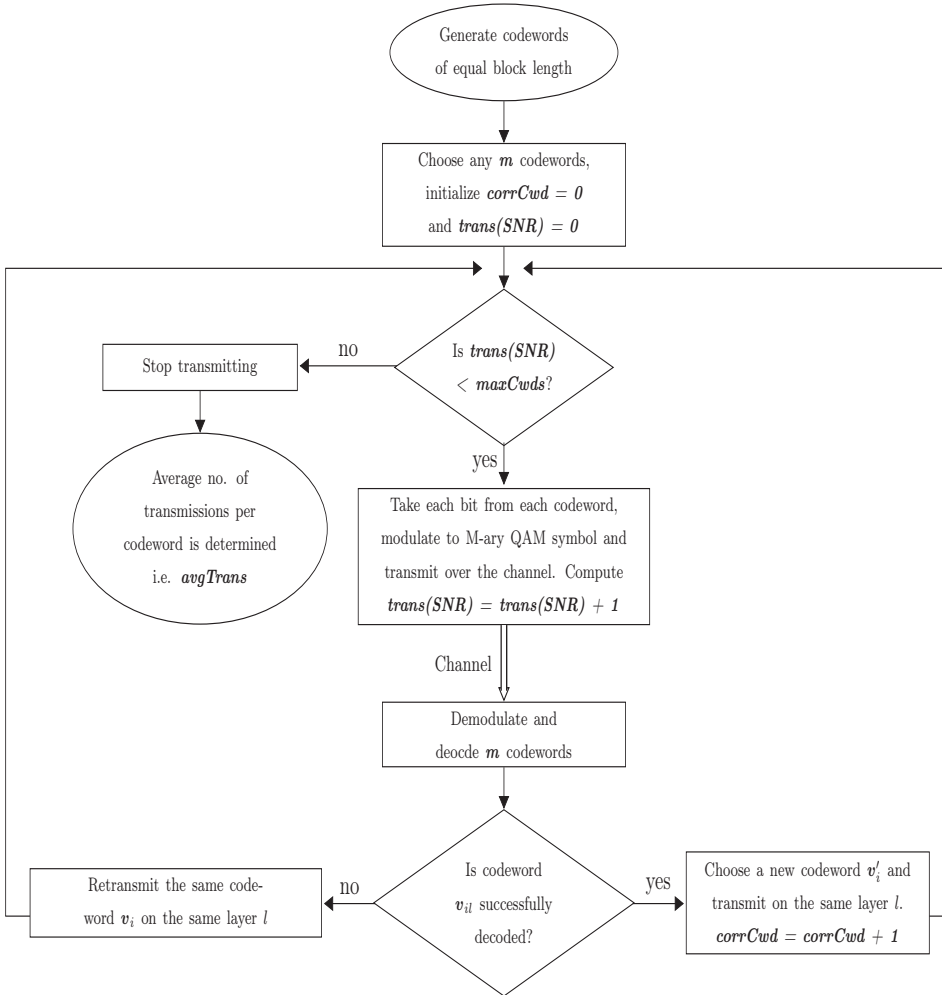 Generate codewords
of equal block length
Choose any m codewords,
initialize corrCwd = 0
and trans(SNR) = 0
Is trans(SNR)
< maxCwds?
no
Stop transmitting
Average no. of
transmissions per
codeword is determined
i.e. avgTrans
yes
Take each bit from each codeword,
modulate to M-ary QAM symbol and
transmit over the channel. Compute
trans(SNR) = trans(SNR) + 1
Channel
Demodulate and
deocde m codewords
Is codeword
v_{il} successfully
decoded?
no
Retransmit the same code-
word v_i on the same layer l
yes
Choose a new codeword v′_i and
transmit on the same layer l.
corrCwd = corrCwd + 1